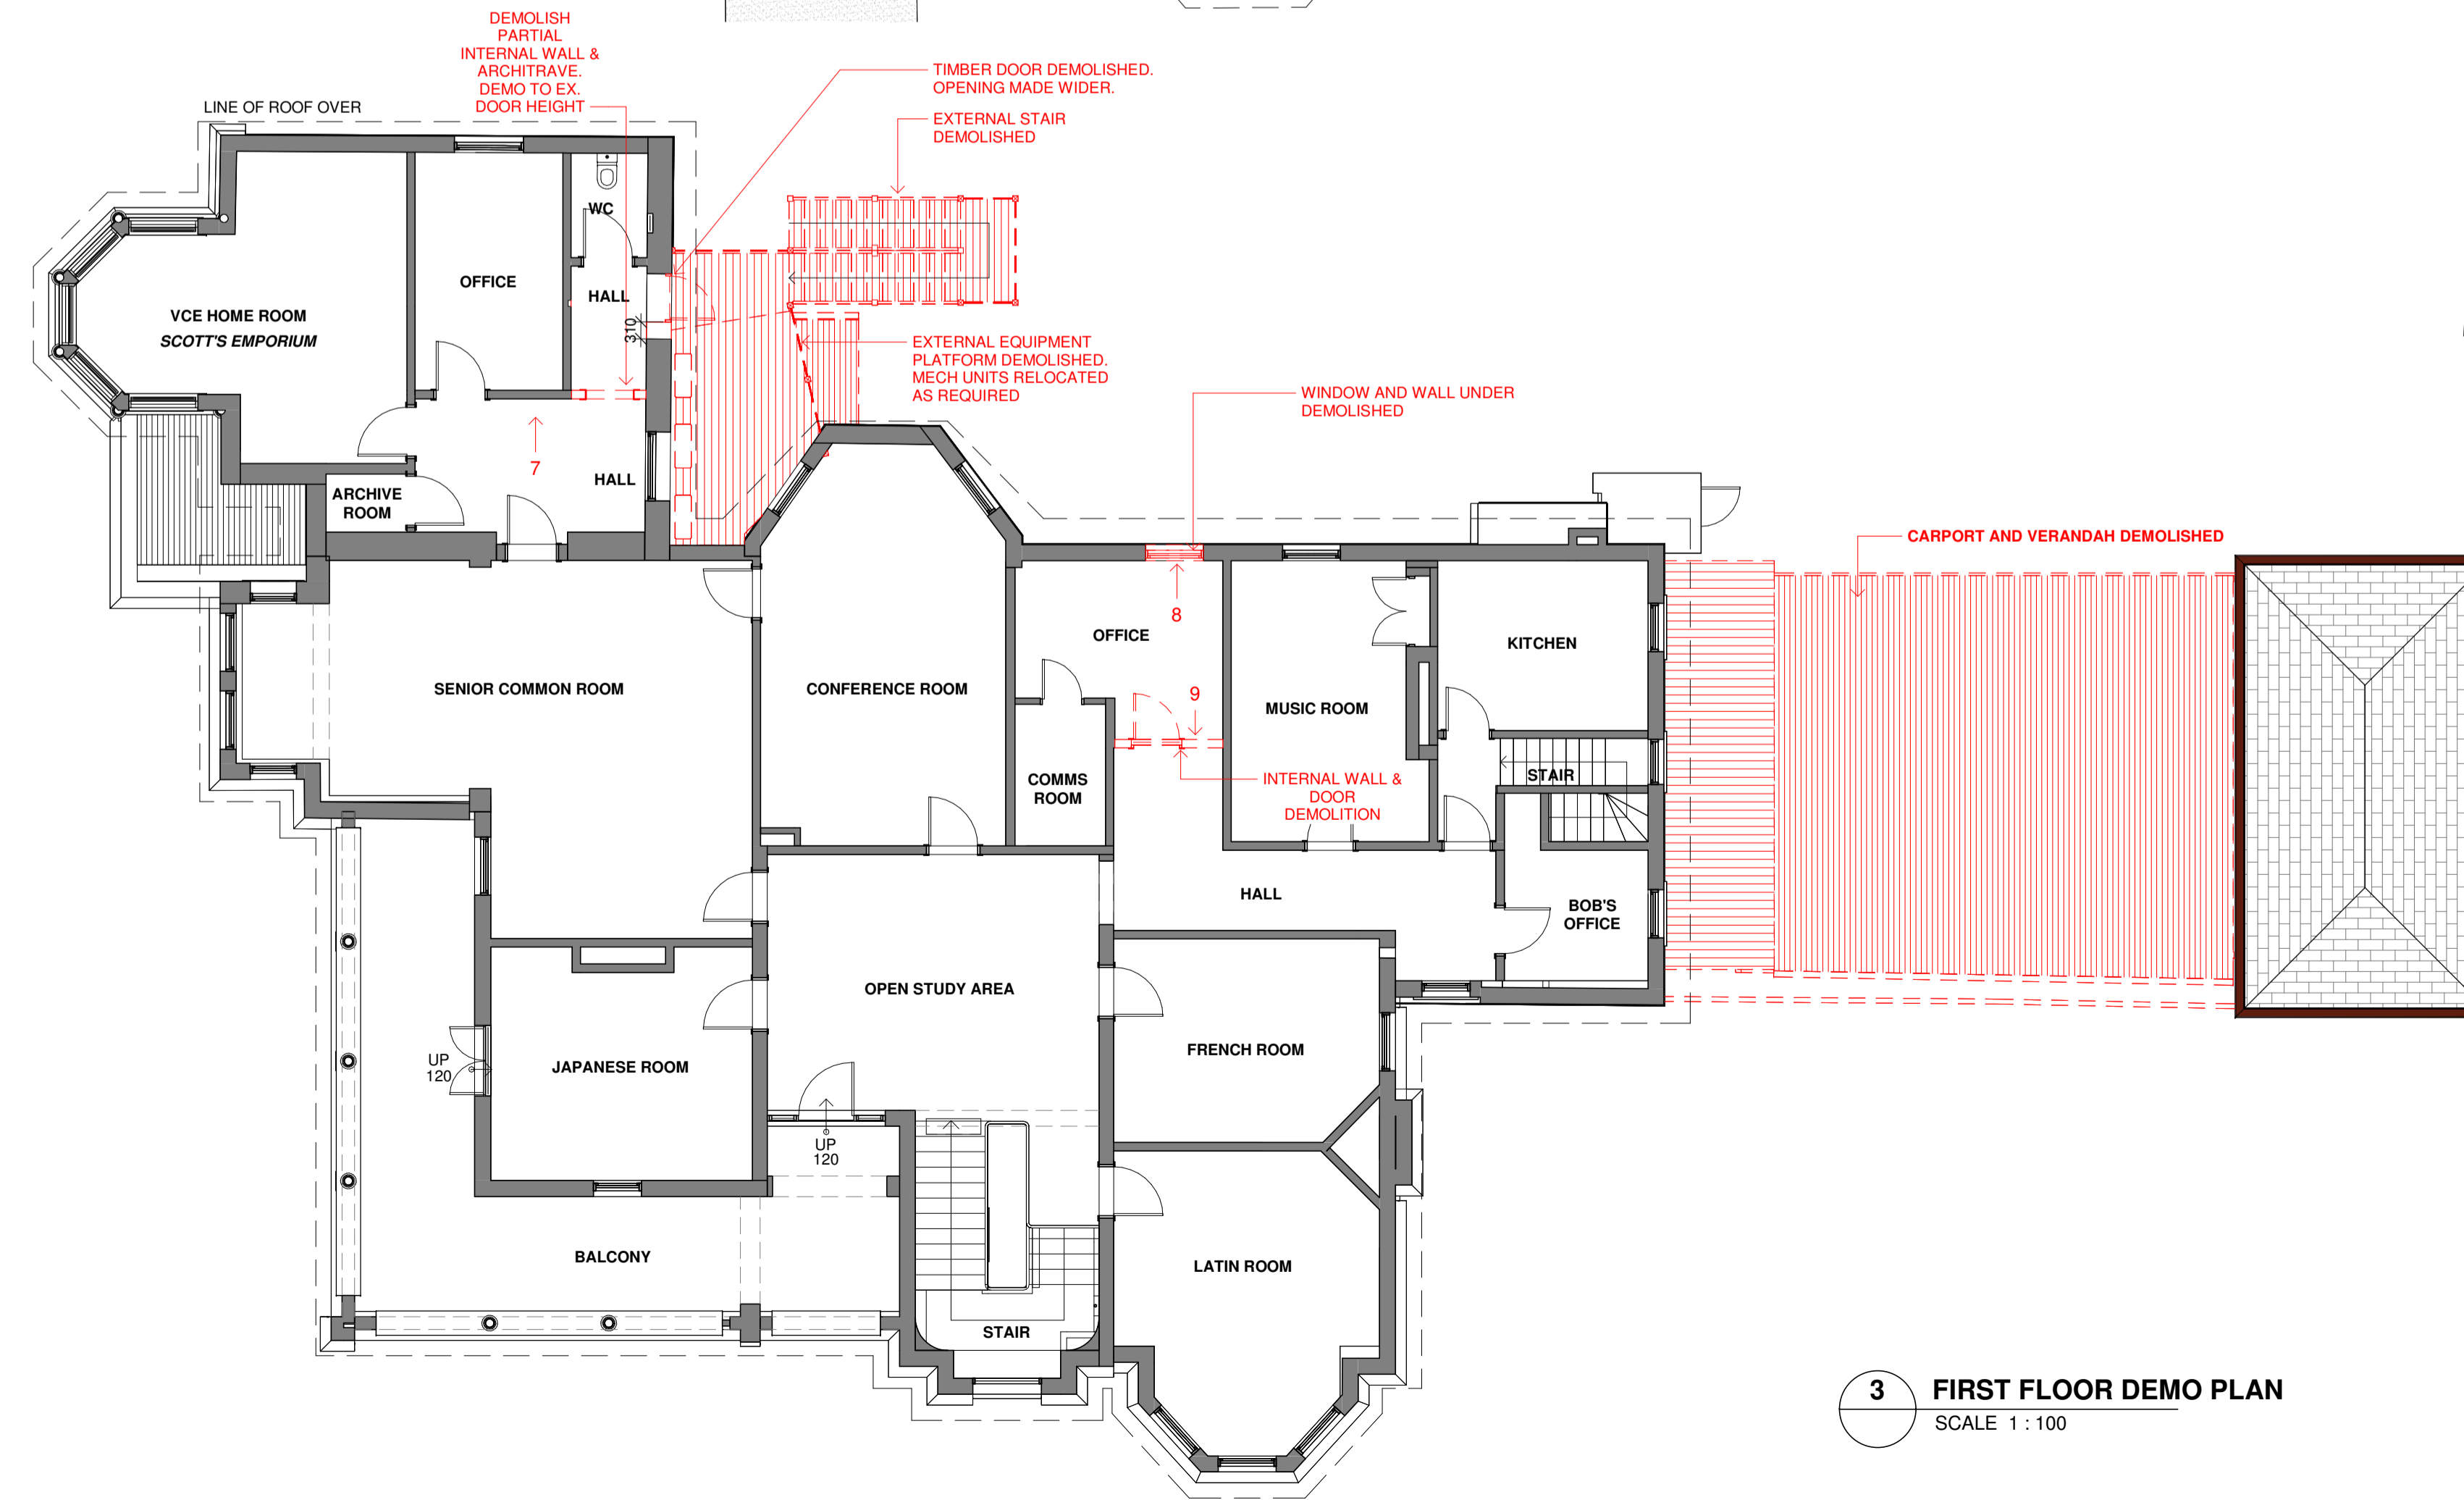 DEMOLISH
PARTIAL
INTERNAL WALL &
ARCHITRAVE.
DEMO TO EX.
DOOR HEIGHT
LINE OF ROOF OVER
TIMBER DOOR DEMOLISHED.
OPENING MADE WIDER.
EXTERNAL STAIR
DEMOLISHED
WC
OFFICE
HALL
310
VCE HOME ROOM
SCOTT'S EMPORIUM
EXTERNAL EQUIPMENT
PLATFORM DEMOLISHED.
MECH UNITS RELOCATED
AS REQUIRED
WINDOW AND WALL UNDER
DEMOLISHED
7
HALL
ARCHIVE
ROOM
CARPORT AND VERANDAH DEMOLISHED
8
OFFICE
KITCHEN
SENIOR COMMON ROOM
CONFERENCE ROOM
9
MUSIC ROOM
COMMS
ROOM
INTERNAL WALL &
DOOR
DEMOLITION
STAIR
HALL
BOB'S
OFFICE
OPEN STUDY AREA
FRENCH ROOM
UP
120
JAPANESE ROOM
UP
120
BALCONY
LATIN ROOM
STAIR
3
FIRST FLOOR DEMO PLAN
SCALE 1 : 100